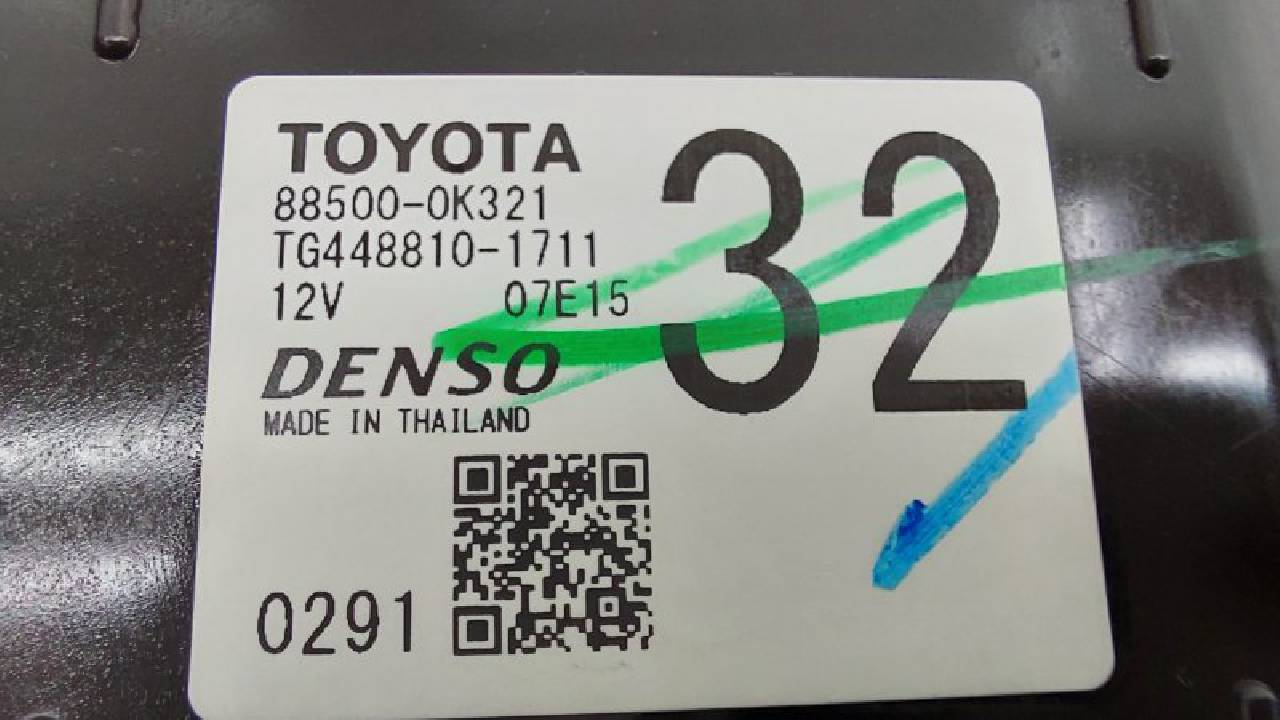 TOYOTA
88500-0K321
TG448810-1711
12V 07E15
32
DENSO
MADE IN THAILAND
0291